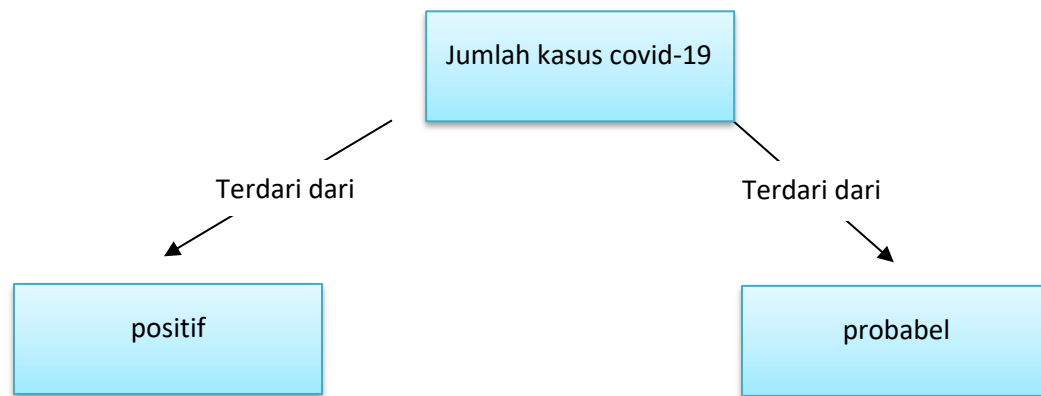 Jumlah kasus covid-19
Terdari dari
Terdari dari
positif
probabel